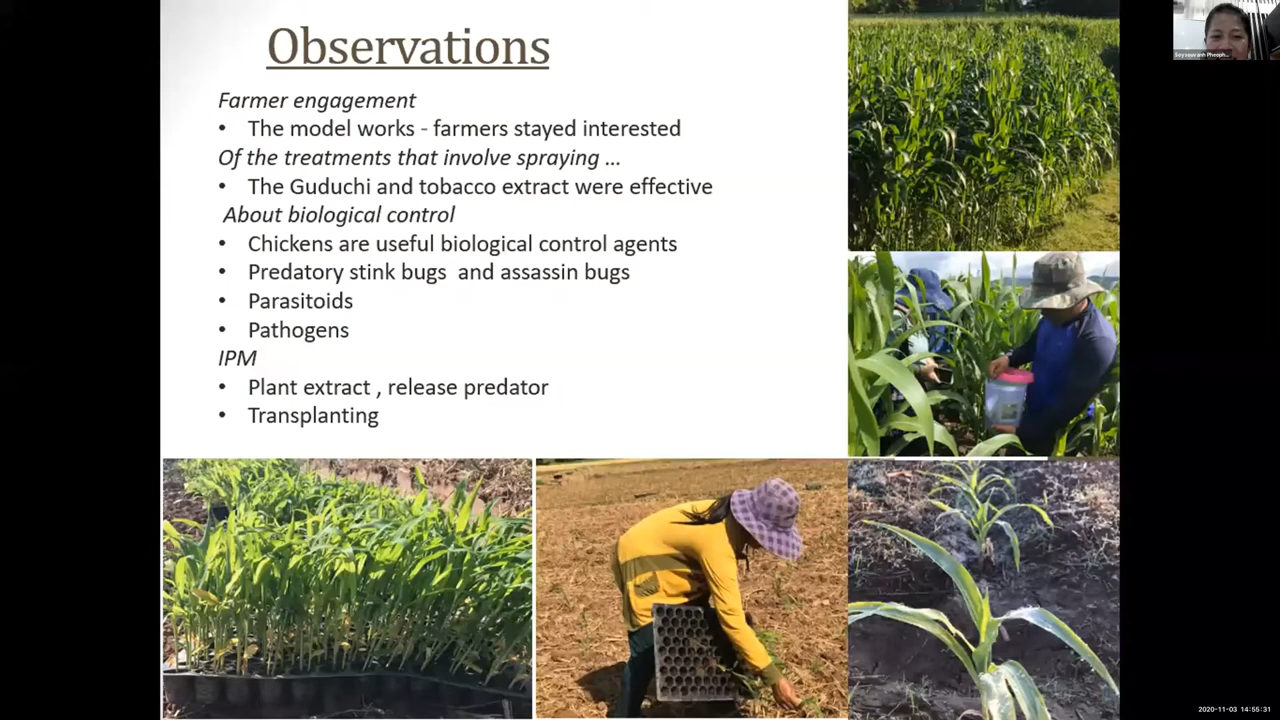 Observations
Farmer engagement
• The model works - farmers stayed interested
Of the treatments that involve spraying ...
• The Guduchi and tobacco extract were effective
About biological control
• Chickens are useful biological control agents
• Predatory stink bugs and assassin bugs
• Parasitoids
• Pathogens
IPM
• Plant extract , release predator
• Transplanting
2020-11-03 14:55:31